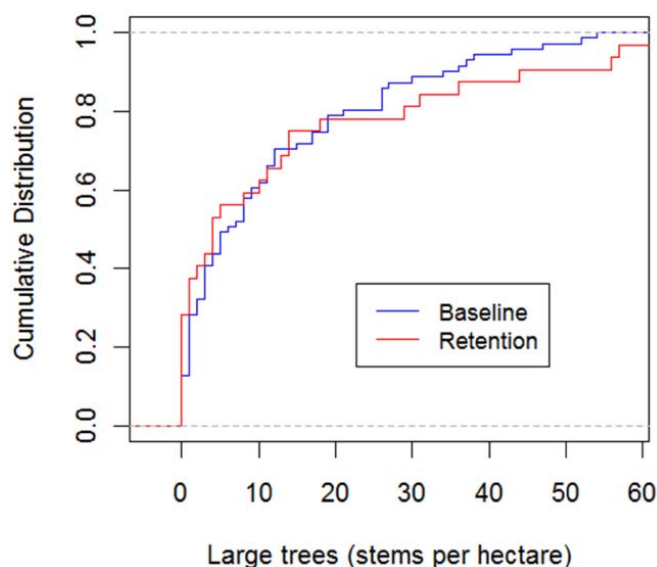 Cumulative Distribution
1.0
0.8
0.6
0.4
0.2
0.0
Baseline
Retention
0 10 20 30 40 50 60
Large trees (stems per hectare)